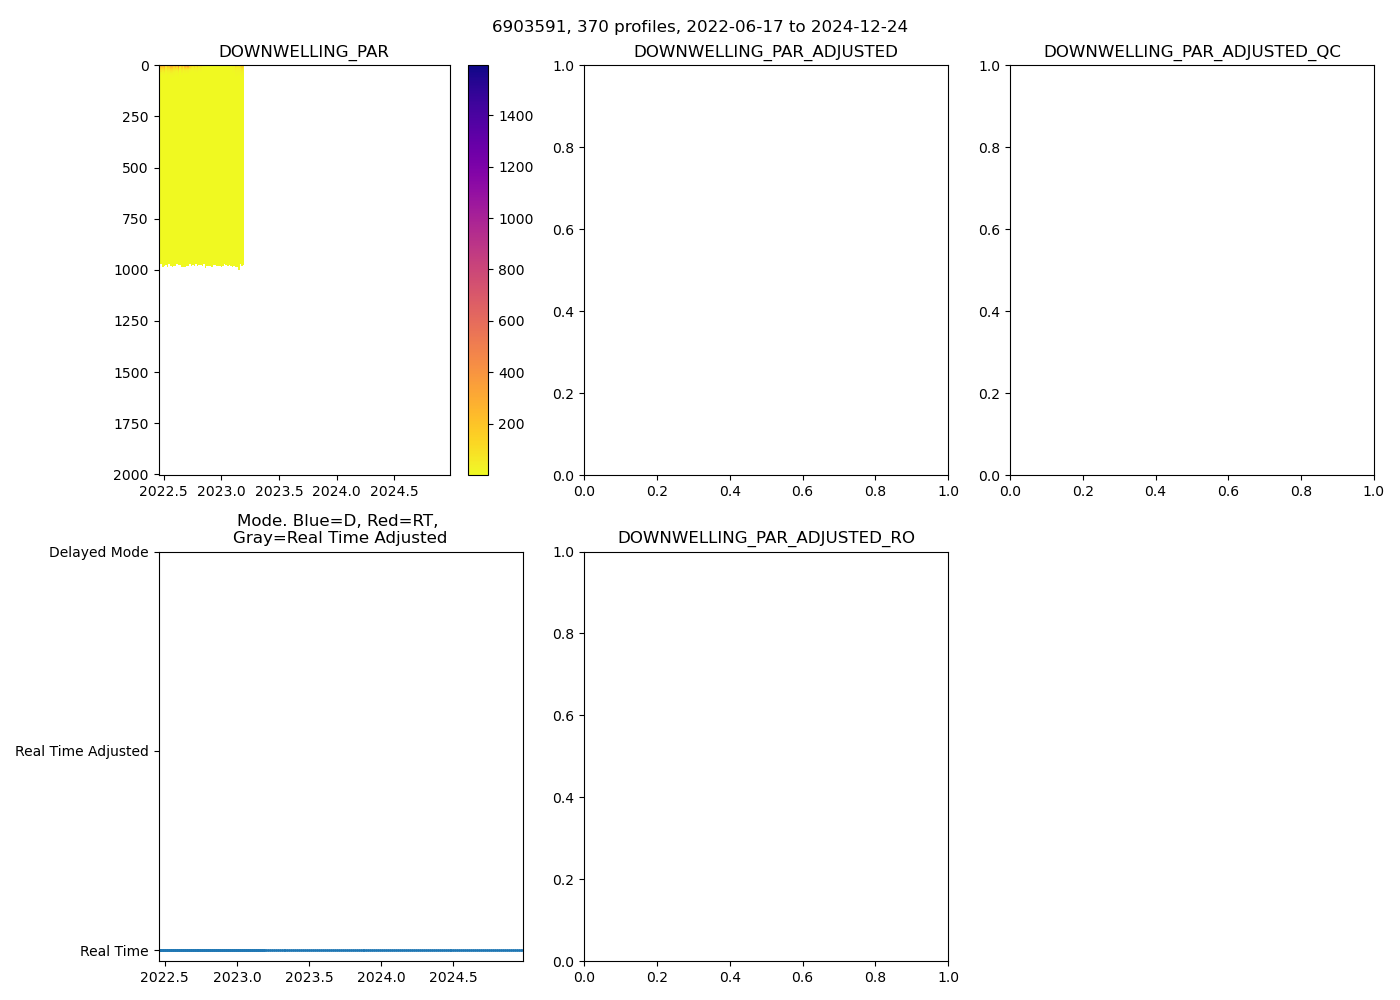 6903591, 370 profiles, 2022-06-17 to 2024-12-24
DOWNWELLING_PAR
0
250
500
750
1000
1250
1500
1750
2000
2022.5 2023.0 2023.5 2024.0 2024.5
1400
1200
1000
800
600
400
200
DOWNWELLING_PAR_ADJUSTED
1.0
0.8
0.6
0.4
0.2
0.0
0.0 0.2 0.4 0.6 0.8 1.0
DOWNWELLING_PAR_ADJUSTED_QC
1.0
0.8
0.6
0.4
0.2
0.0
0.0 0.2 0.4 0.6 0.8 1.0
Mode. Blue=D, Red=RT,
Gray=Real Time Adjusted
Delayed Mode
Real Time Adjusted
Real Time
2022.5 2023.0 2023.5 2024.0 2024.5
DOWNWELLING_PAR_ADJUSTED_RO
1.0
0.8
0.6
0.4
0.2
0.0
0.0 0.2 0.4 0.6 0.8 1.0